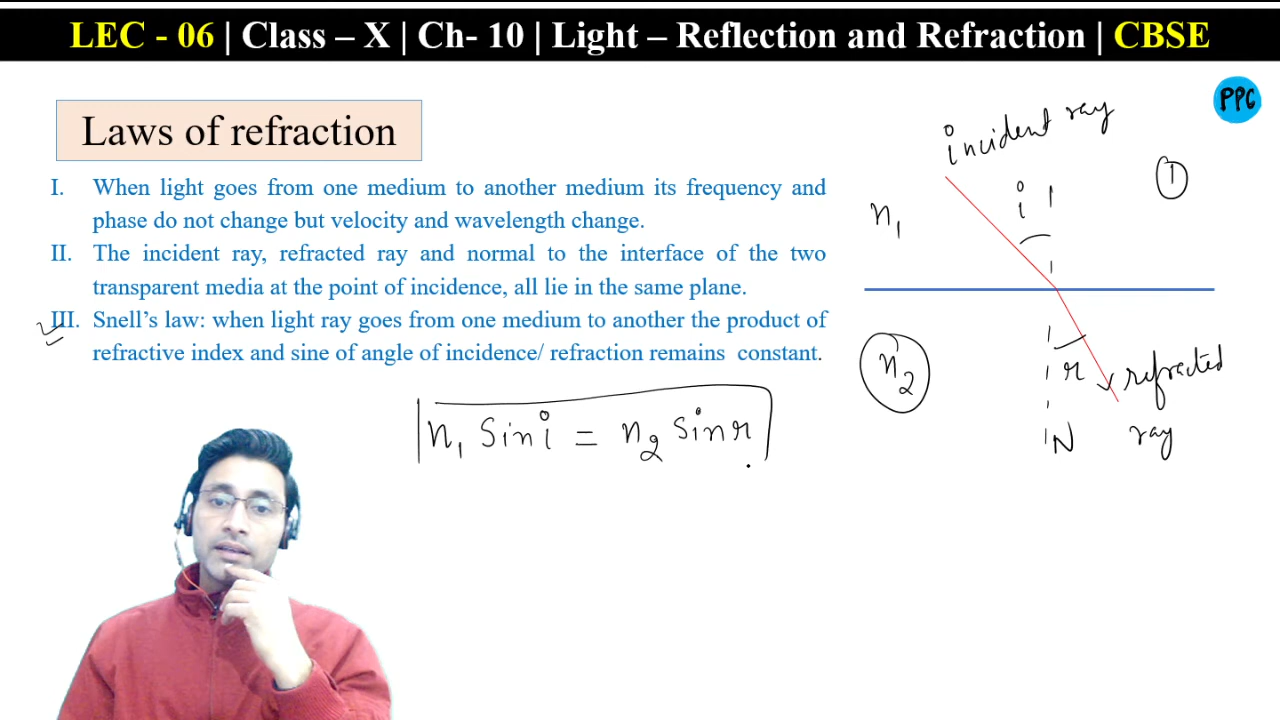 LEC - 06 | Class – X | Ch- 10 | Light – Reflection and Refraction | CBSE
PPC
Laws of refraction
I. When light goes from one medium to another medium its frequency and
phase do not change but velocity and wavelength change.
II. The incident ray, refracted ray and normal to the interface of the two
transparent media at the point of incidence, all lie in the same plane.
III. Snell's law: when light ray goes from one medium to another the product of
refractive index and sine of angle of incidence/ refraction remains constant.
n₁ Sin i = n₂ Sin r
incident ray
i
1
n₁
n₂
r
refracted
ray
N